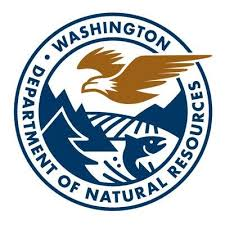 WASHINGTON
DEPARTMENT OF NATURAL RESOURCES